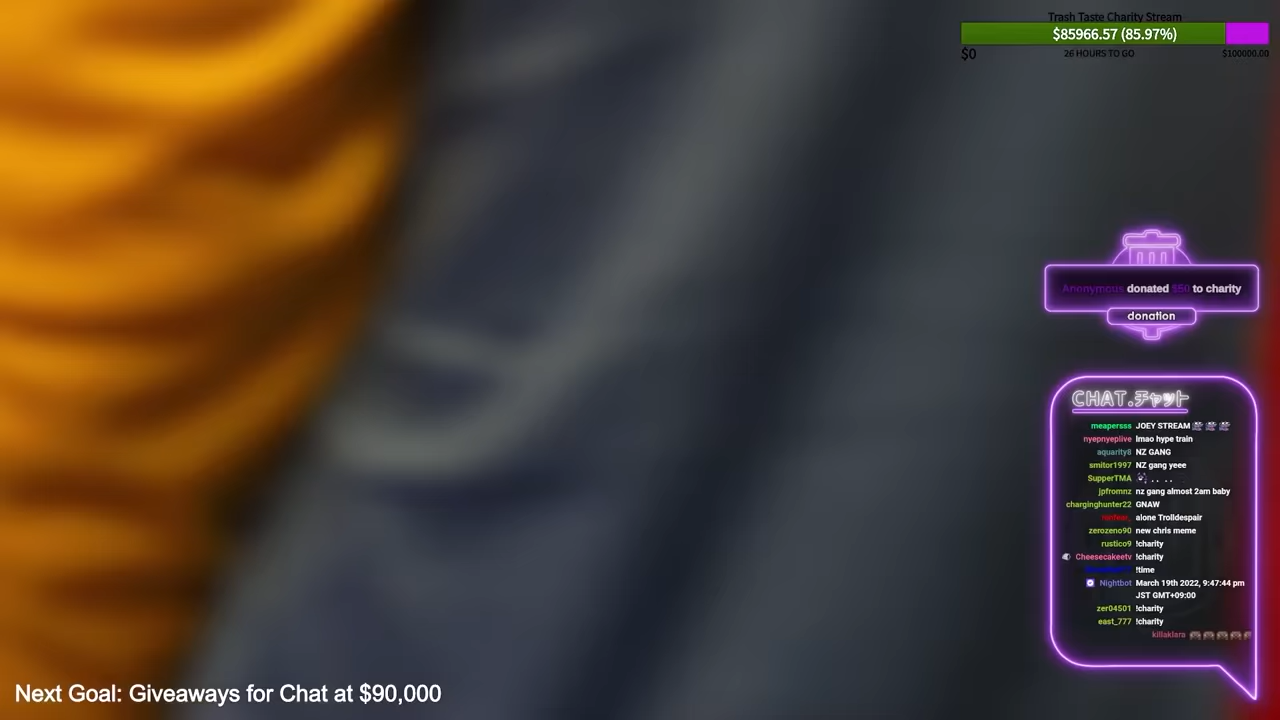 Trash Taste Charity Stream
$85966.57 (85.97%)
$0 26 HOURS TO GO $100000.00
Anonymous donated $50 to charity
donation
CHAT.チャット
meapersss JOEY STREAM
nyepnyeplive lmao hype train
aquarity8 NZ GANG
smitor1997 NZ gang yeee
SupperTMA . . . .
jpfromnz nz gang almost 2am baby
charginghunter22 GNAW
alone Trolldespair
zerozeno90 new chris meme
rustico9 !charity
Cheesecakeetv !charity
!time
Nightbot March 19th 2022, 9:47:44 pm
JST GMT+09:00
zer04501 !charity
east_777 !charity
killaklara
Next Goal: Giveaways for Chat at $90,000